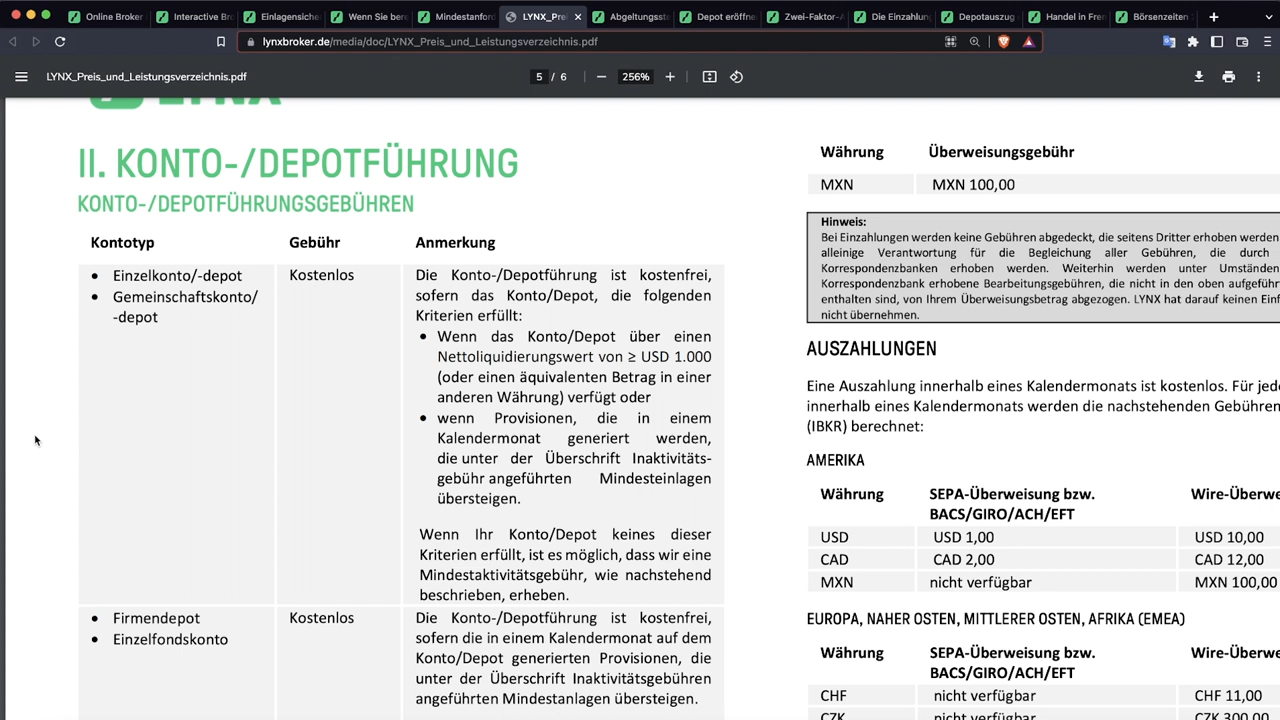 Online Broker
Interactive Br
Einlagensiche
Wenn Sie ber
Mindestanford
LYNX_Prei
Abgeltungsst
Depot eröffne
Zwei-Faktor-A
Die Einzahlun
Depotauszug
Handel in Frem
Börsenzeiten
lynxbroker.de/media/doc/LYNX_Preis_und_Leistungsverzeichnis.pdf
LYNX_Preis_und_Leistungsverzeichnis.pdf
5 / 6
256%
LYNX
II. KONTO-/DEPOTFÜHRUNG
KONTO-/DEPOTFÜHRUNGSGEBÜHREN
Kontotyp Gebühr Anmerkung
• Einzelkonto/-depot
• Gemeinschaftskonto/
-depot
Kostenlos
Die Konto-/Depotführung ist kostenfrei,
sofern das Konto/Depot, die folgenden
Kriterien erfüllt:
• Wenn das Konto/Depot über einen
Nettoliquidierungswert von ≥ USD 1.000
(oder einen äquivalenten Betrag in einer
anderen Währung) verfügt oder
• wenn Provisionen, die in einem
Kalendermonat generiert werden,
die unter der Überschrift Inaktivitäts-
gebühr angeführten Mindesteinlagen
übersteigen.
Wenn Ihr Konto/Depot keines dieser
Kriterien erfüllt, ist es möglich, dass wir eine
Mindestaktivitätsgebühr, wie nachstehend
beschrieben, erheben.
• Firmendepot
• Einzelfondskonto
Kostenlos
Die Konto-/Depotführung ist kostenfrei,
sofern die in einem Kalendermonat auf dem
Konto/Depot generierten Provisionen, die
unter der Überschrift Inaktivitätsgebühren
angeführten Mindestanlagen übersteigen.
Währung Überweisungsgebühr
MXN MXN 100,00
Hinweis:
Bei Einzahlungen werden keine Gebühren abgedeckt, die seitens Dritter erhoben werden
alleinige Verantwortung für die Begleichung aller Gebühren, die durch
Korrespondenzbanken erhoben werden. Weiterhin werden unter Umständen
Korrespondenzbank erhobene Bearbeitungsgebühren, die nicht in den oben aufgeführ
enthalten sind, von Ihrem Überweisungsbetrag abgezogen. LYNX hat darauf keinen Einf
nicht übernehmen.
AUSZAHLUNGEN
Eine Auszahlung innerhalb eines Kalendermonats ist kostenlos. Für jede
innerhalb eines Kalendermonats werden die nachstehenden Gebühren
(IBKR) berechnet:
AMERIKA
Währung SEPA-Überweisung bzw. Wire-Überwe
BACS/GIRO/ACH/EFT
USD USD 1,00 USD 10,00
CAD CAD 2,00 CAD 12,00
MXN nicht verfügbar MXN 100,00
EUROPA, NAHER OSTEN, MITTLERER OSTEN, AFRIKA (EMEA)
Währung SEPA-Überweisung bzw. Wire-Überwe
BACS/GIRO/ACH/EFT
CHF nicht verfügbar CHF 11,00
CZK nicht verfügbar CZK 300,00